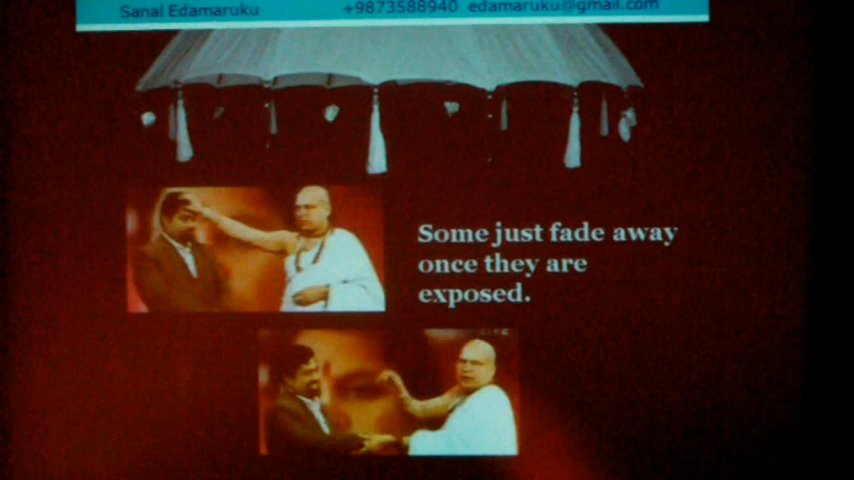 Sanal Edamaruku +9873588940 edamaruku@gmail.com
Some just fade away
once they are
exposed.